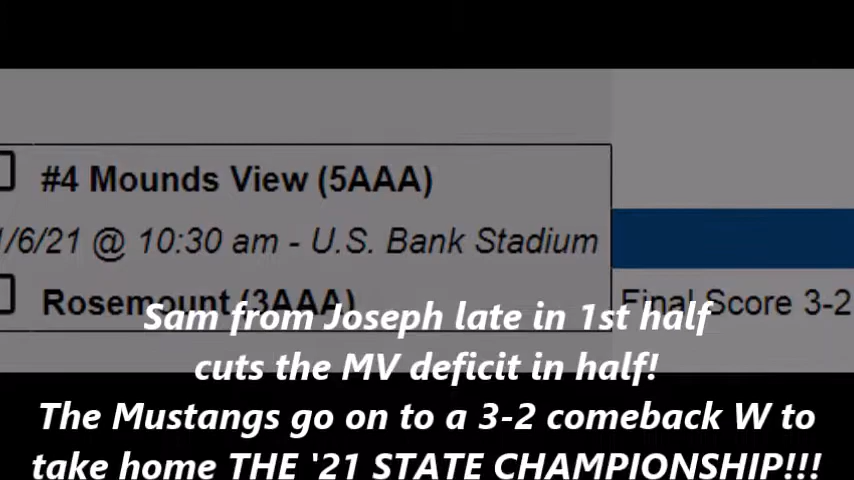 #4 Mounds View (5AAA)
/6/21 @ 10:30 am - U.S. Bank Stadium
Rosemount (3AAA)
Final Score 3-2
Sam from Joseph late in 1st half
cuts the MV deficit in half!
The Mustangs go on to a 3-2 comeback W to
take home THE '21 STATE CHAMPIONSHIP!!!